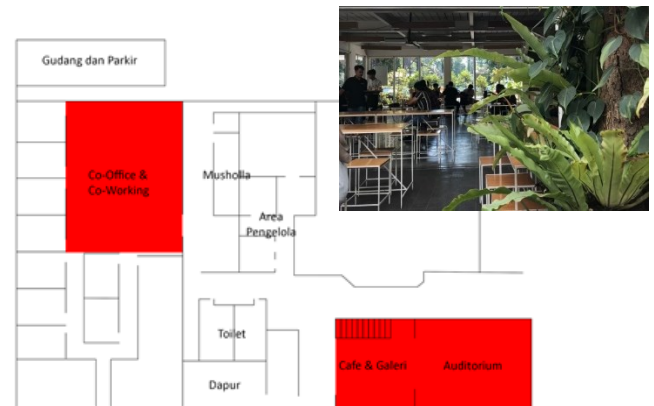 Gudang dan Parkir
Co-Office &
Co-Working
Musholla
Area
Pengelola
Toilet
Dapur
Cafe & Galeri
Auditorium